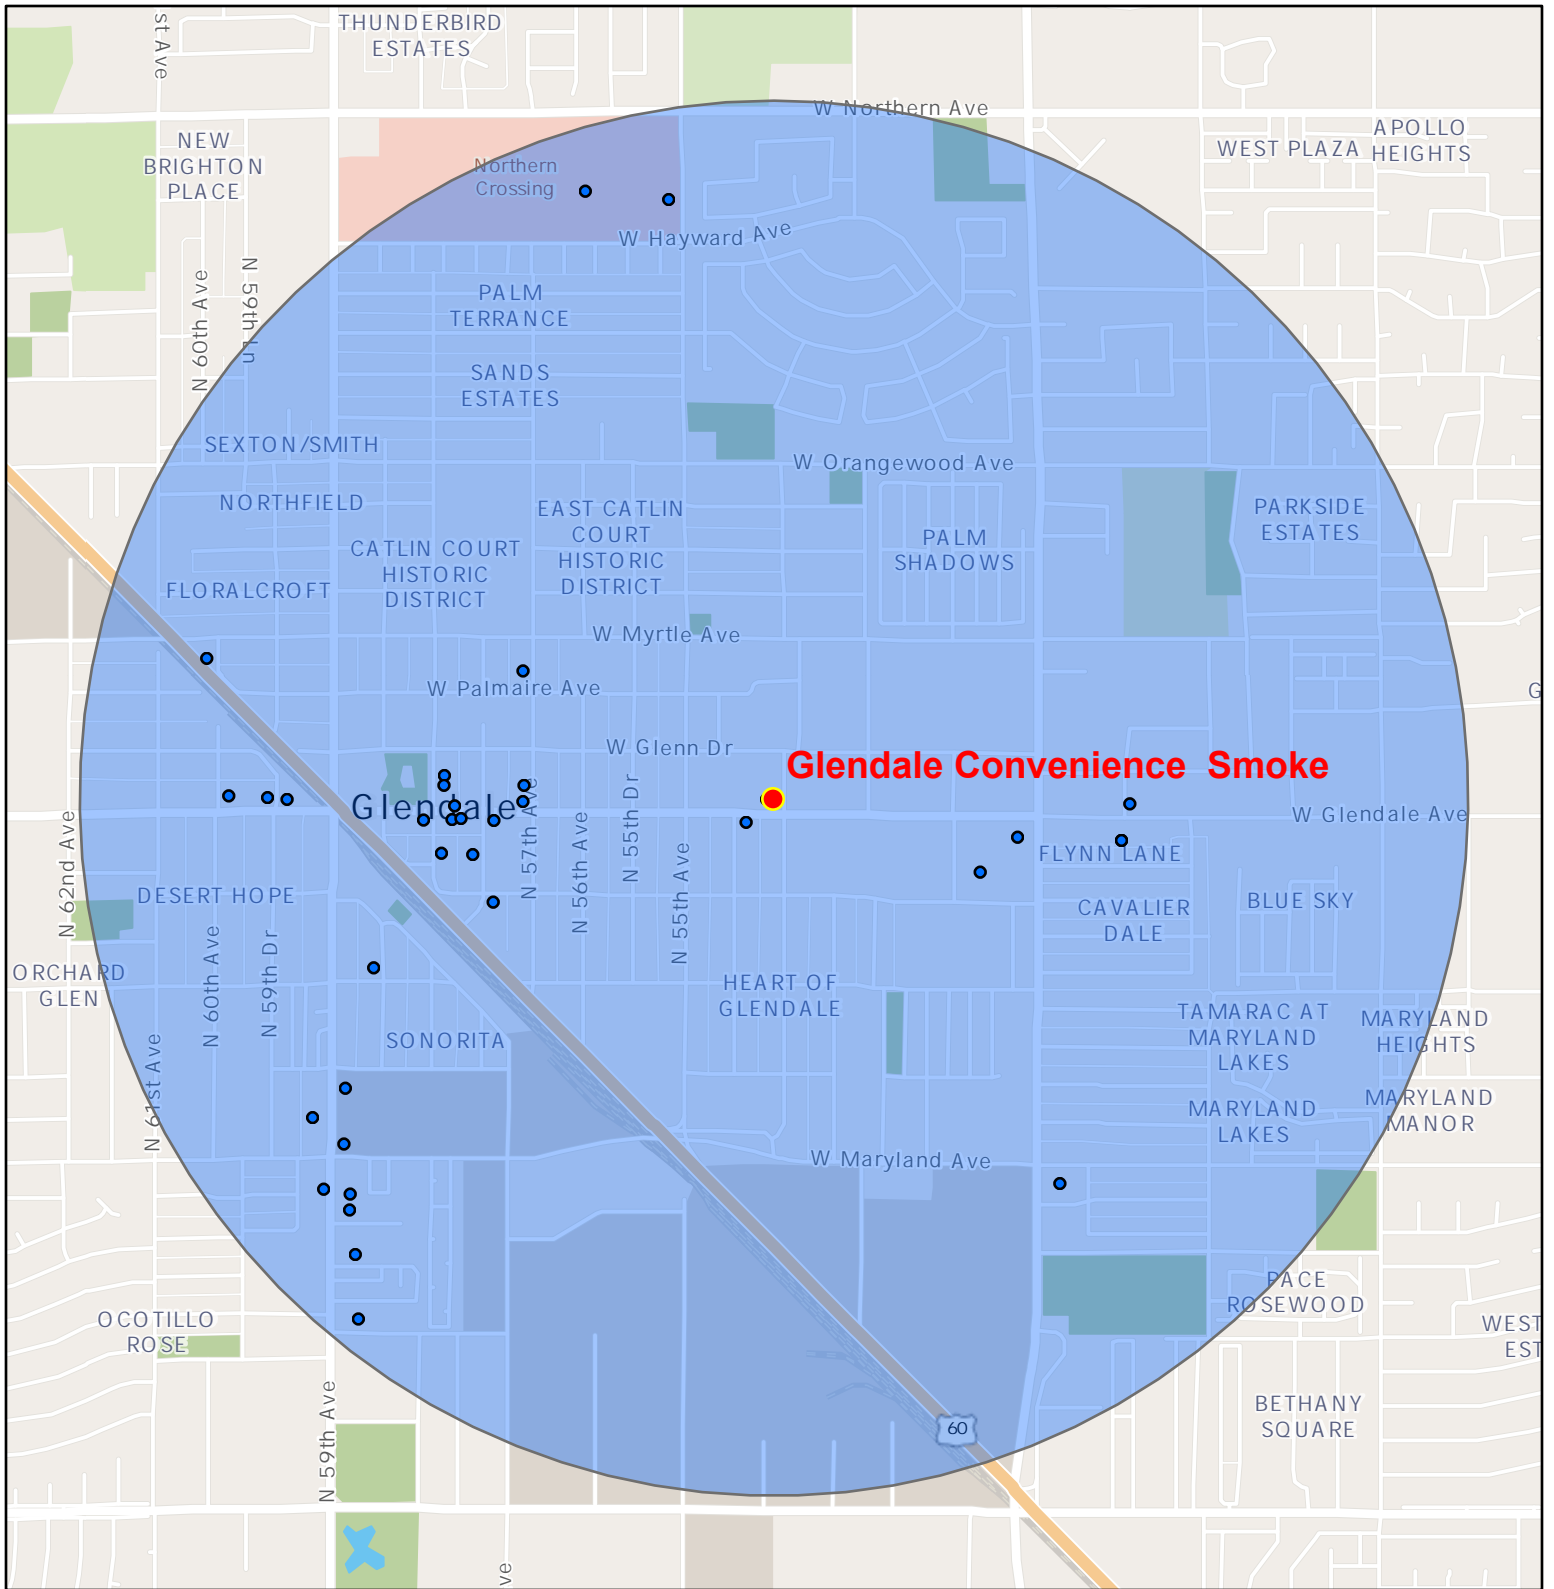 THUNDERBIRD
ESTATES
st Ave
W Northern Ave
NEW
BRIGHTON
PLACE
Northern
Crossing
WEST PLAZA
APOLLO
HEIGHTS
W Hayward Ave
N 60th Ave
N 59th Ln
PALM
TERRANCE
SANDS
ESTATES
SEXTON/SMITH
W Orangewood Ave
NORTHFIELD
EAST CATLIN
COURT
HISTORIC
DISTRICT
PARKSIDE
ESTATES
CATLIN COURT
HISTORIC
DISTRICT
PALM
SHADOWS
FLORALCROFT
W Myrtle Ave
W Palmaire Ave
G
W Glenn Dr
Glendale Convenience  Smoke
Glendale
W Glendale Ave
N 62nd Ave
N 57th Ave
N 56th Ave
N 55th Dr
N 55th Ave
FLYNN LANE
DESERT HOPE
CAVALIER
DALE
BLUE SKY
ORCHARD
GLEN
N 60th Ave
N 59th Dr
HEART OF
GLENDALE
TAMARAC AT
MARYLAND
LAKES
MARYLAND
HEIGHTS
SONORITA
N 61st Ave
MARYLAND
LAKES
MARYLAND
MANOR
W Maryland Ave
PACE
ROSEWOOD
OCOTILLO
ROSE
WEST
EST
N 59th Ave
BETHANY
SQUARE
60
ve